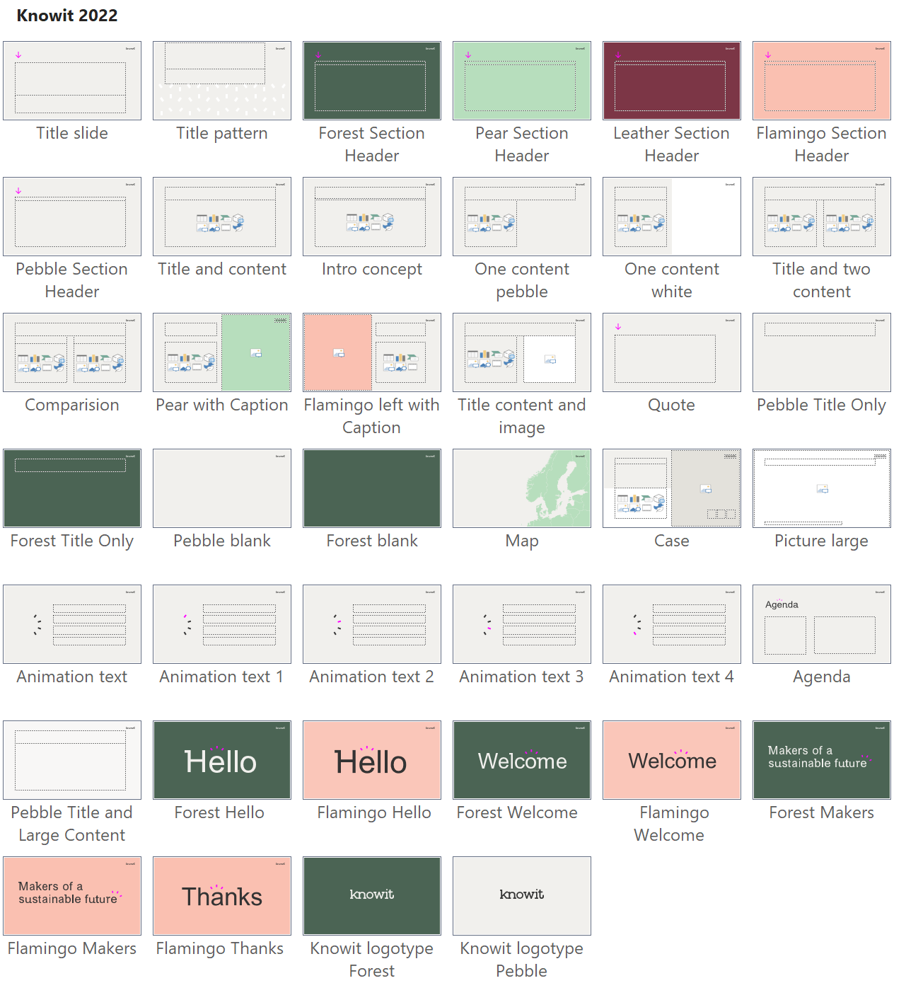 Knowit 2022
Title slide
Title pattern
Forest Section
Header
Pear Section
Header
Leather Section
Header
Flamingo Section
Header
Pebble Section
Header
Title and content
Intro concept
One content
pebble
One content
white
Title and two
content
Comparision
Pear with Caption
Flamingo left with
Caption
Title content and
image
Quote
Pebble Title Only
Forest Title Only
Pebble blank
Forest blank
Map
Case
Picture large
Animation text
Animation text 1
Animation text 2
Animation text 3
Animation text 4
Agenda
Agenda
Pebble Title and
Large Content
Hello
Forest Hello
Hello
Flamingo Hello
Welcome
Forest Welcome
Welcome
Flamingo
Welcome
Makers of a
sustainable future
Forest Makers
Makers of a
sustainable future
Flamingo Makers
Thanks
Flamingo Thanks
knowit
Knowit logotype
Forest
knowit
Knowit logotype
Pebble